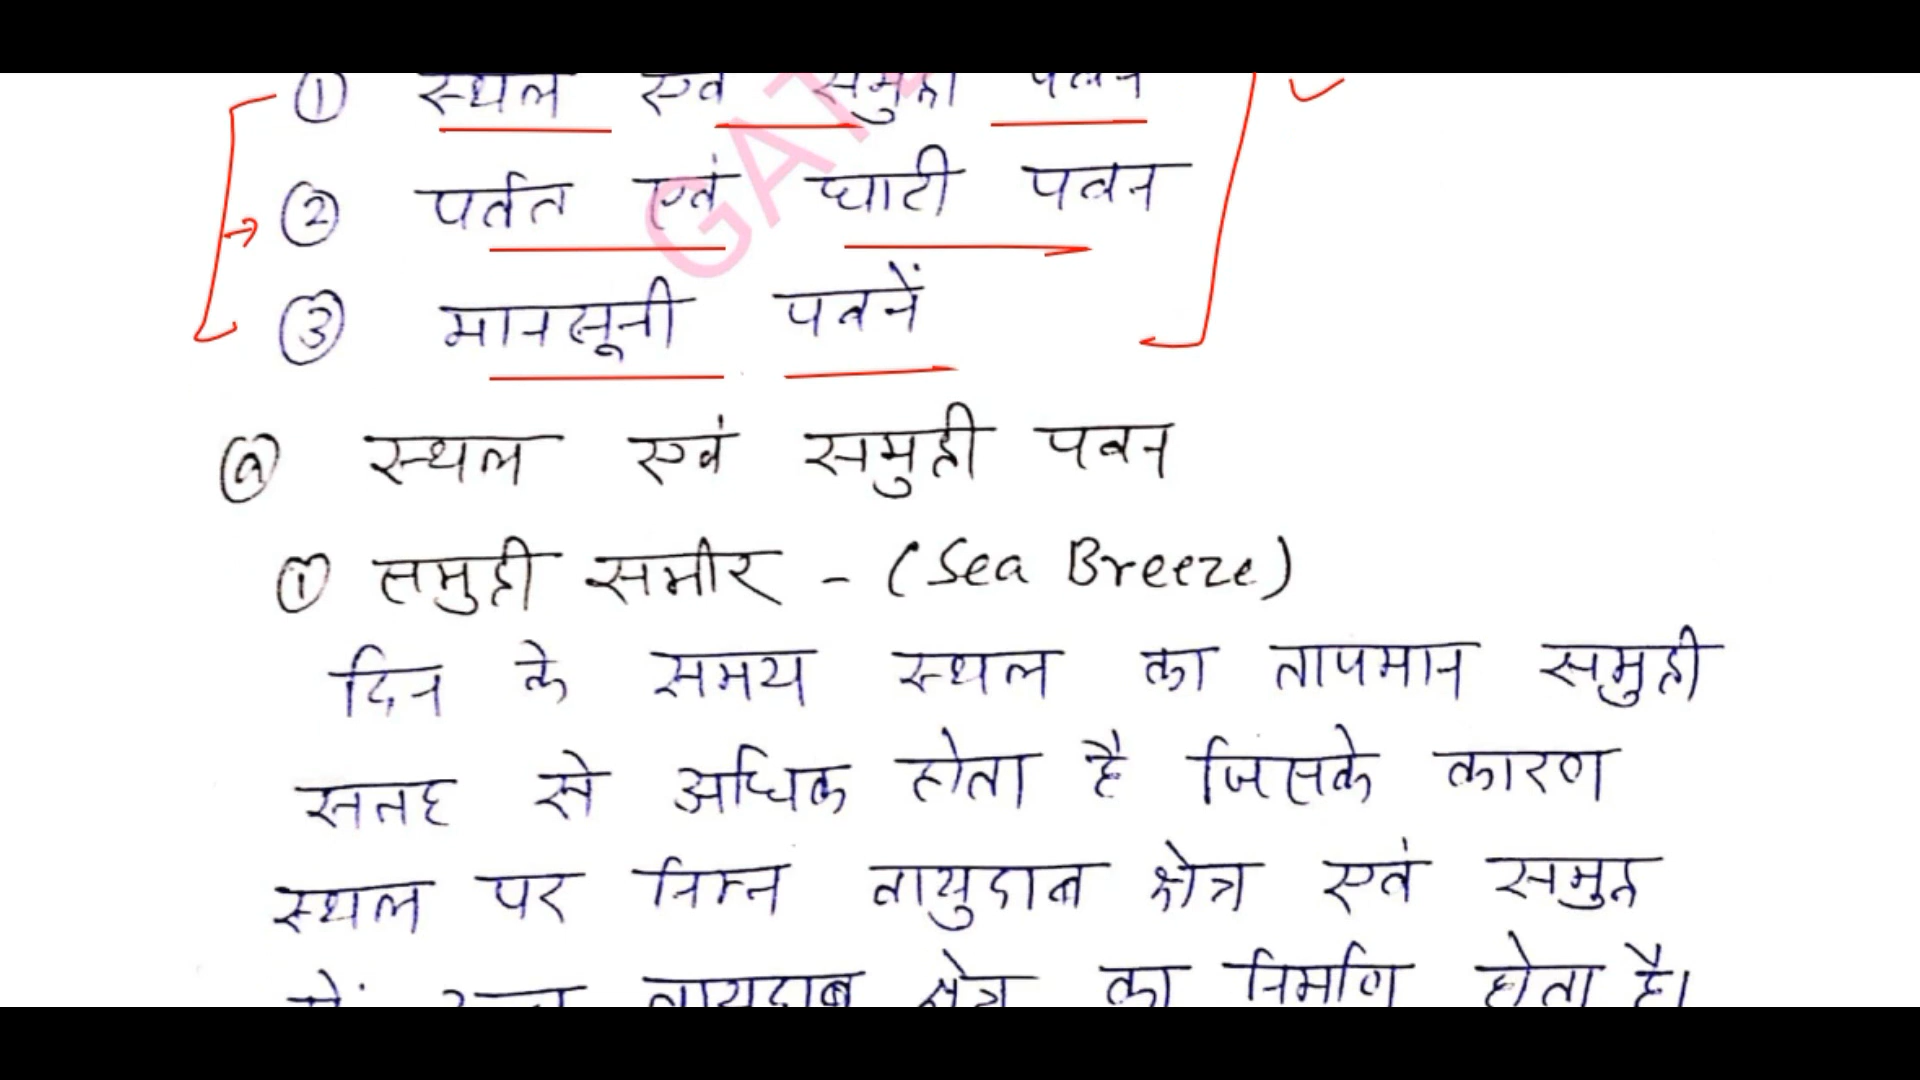 ① स्थल एवं समुद्री पवन
② पर्वत एवं घाटी पवन
③ मानसूनी पवनें
ⓐ स्थल एवं समुद्री पवन
① समुद्री समीर - (Sea Breeze)
दिन के समय स्थल का तापमान समुद्री
सतह से अधिक होता है जिसके कारण
स्थल पर निम्न वायुदाब क्षेत्र एवं समुद्र
में उच्च वायुदाब क्षेत्र का निर्माण होता है।